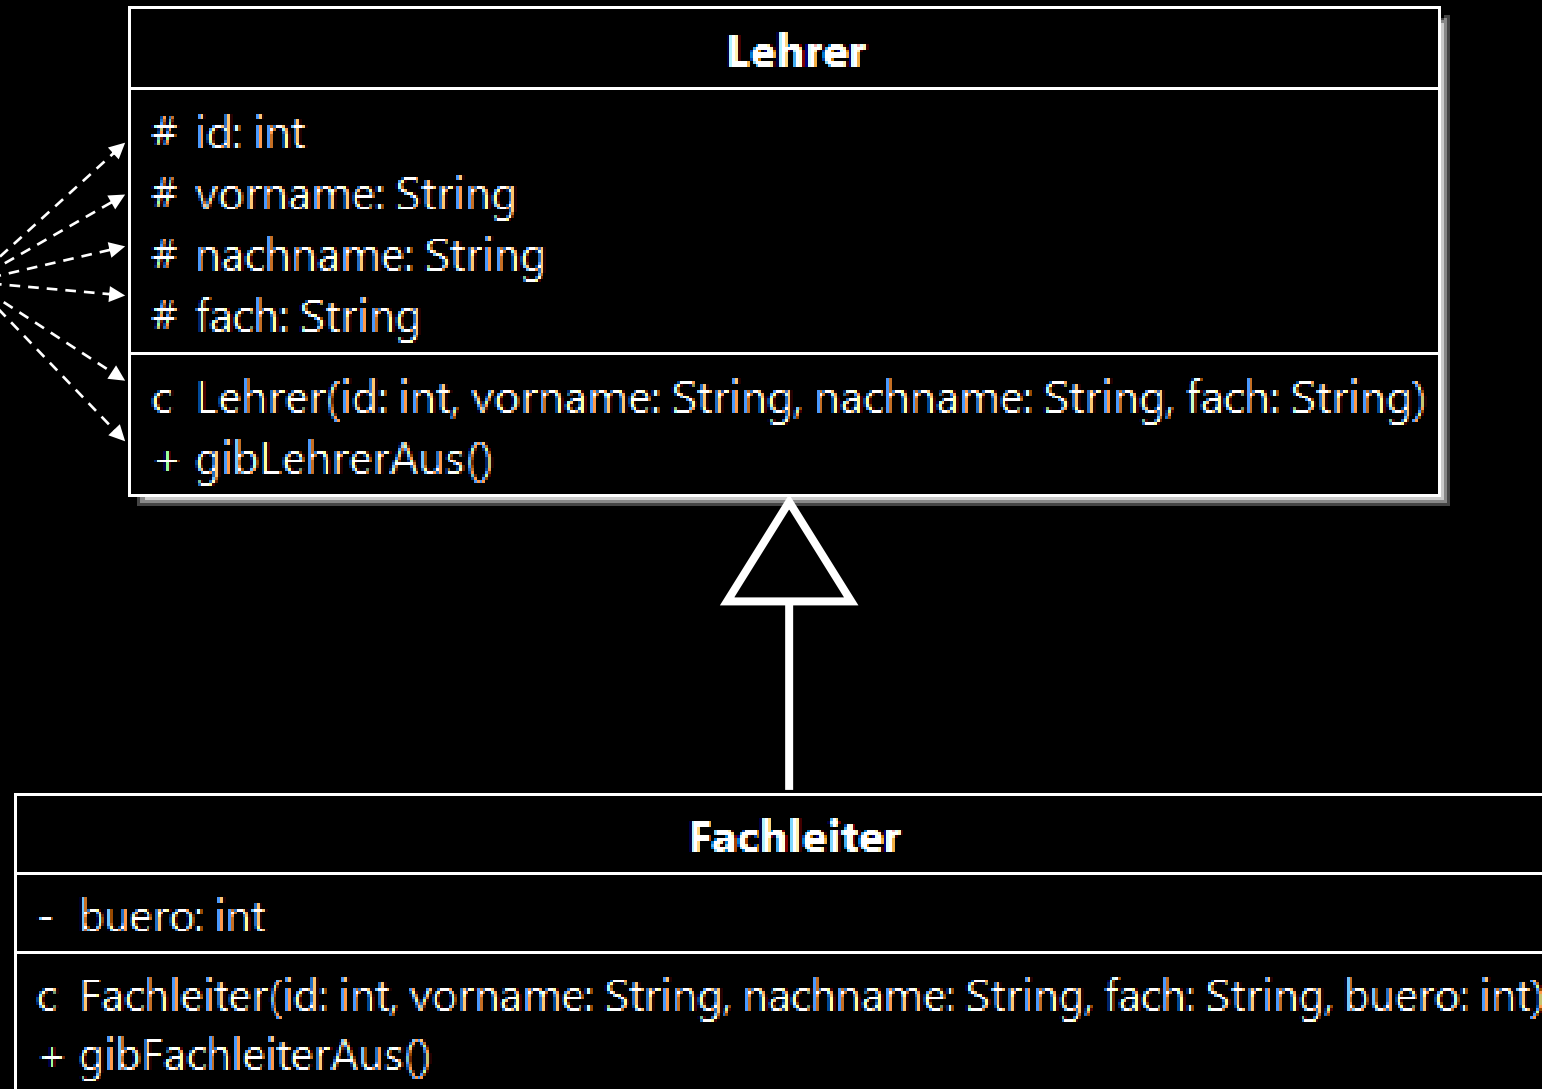 Lehrer
# id: int
# vorname: String
# nachname: String
# fach: String
c Lehrer(id: int, vorname: String, nachname: String, fach: String)
+ gibLehrerAus()
Fachleiter
- buero: int
c Fachleiter(id: int, vorname: String, nachname: String, fach: String, buero: int)
+ gibFachleiterAus()